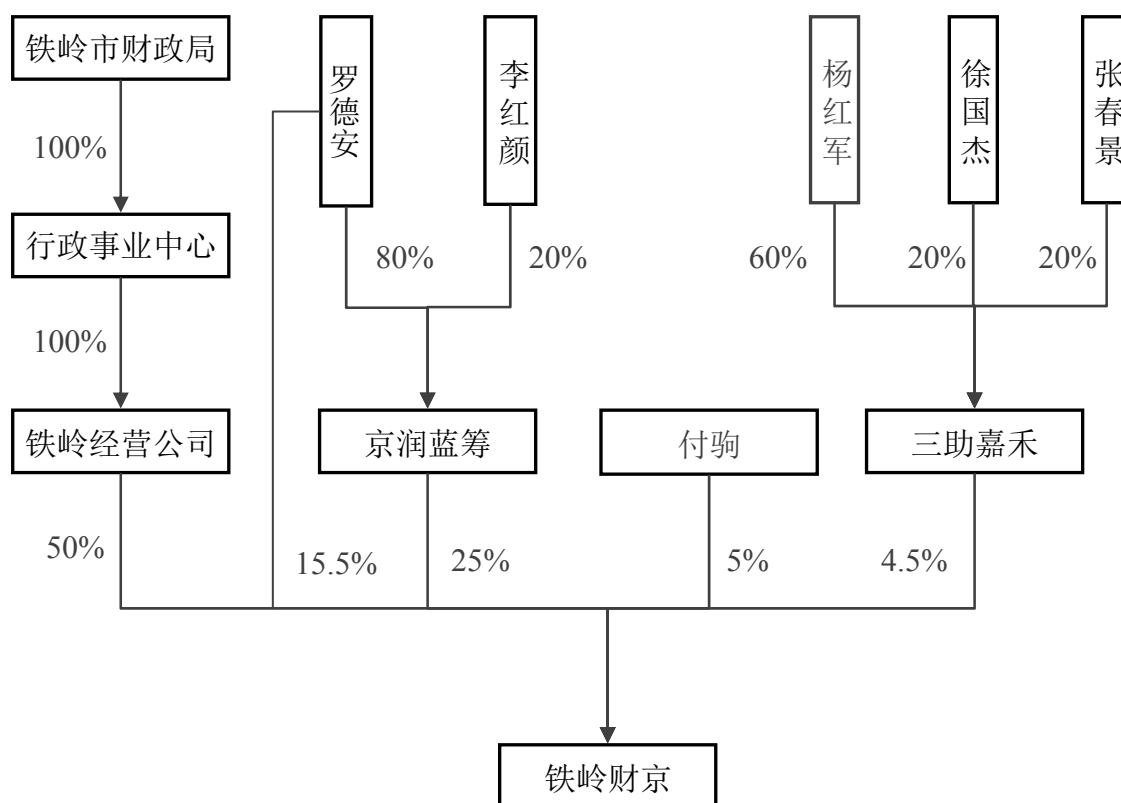 铁岭市财政局
罗德安
李红颜
杨红军
徐国杰
张春景
100%
行政事业中心
80%
20%
60%
20%
20%
100%
铁岭经营公司
京润蓝筹
付驹
三助嘉禾
50%
15.5%
25%
5%
4.5%
铁岭财京